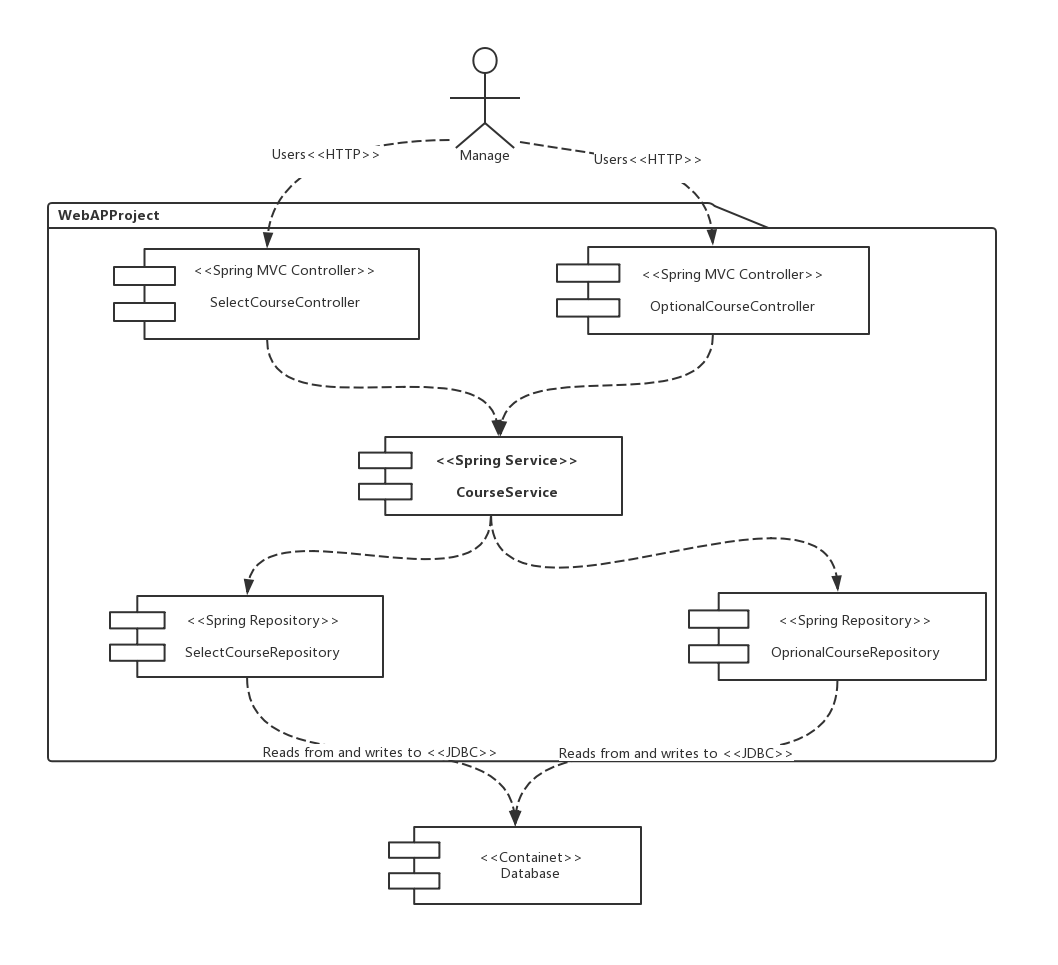 Manage
Users<<HTTP>>
Users<<HTTP>>
WebAPProject
<<Spring MVC Controller>>
SelectCourseController
<<Spring MVC Controller>>
OptionalCourseController
<<Spring Service>>
CourseService
<<Spring Repository>>
SelectCourseRepository
<<Spring Repository>>
OprionalCourseRepository
Reads from and writes to <<JDBC>>
Reads from and writes to <<JDBC>>
<<Containet>>
Database